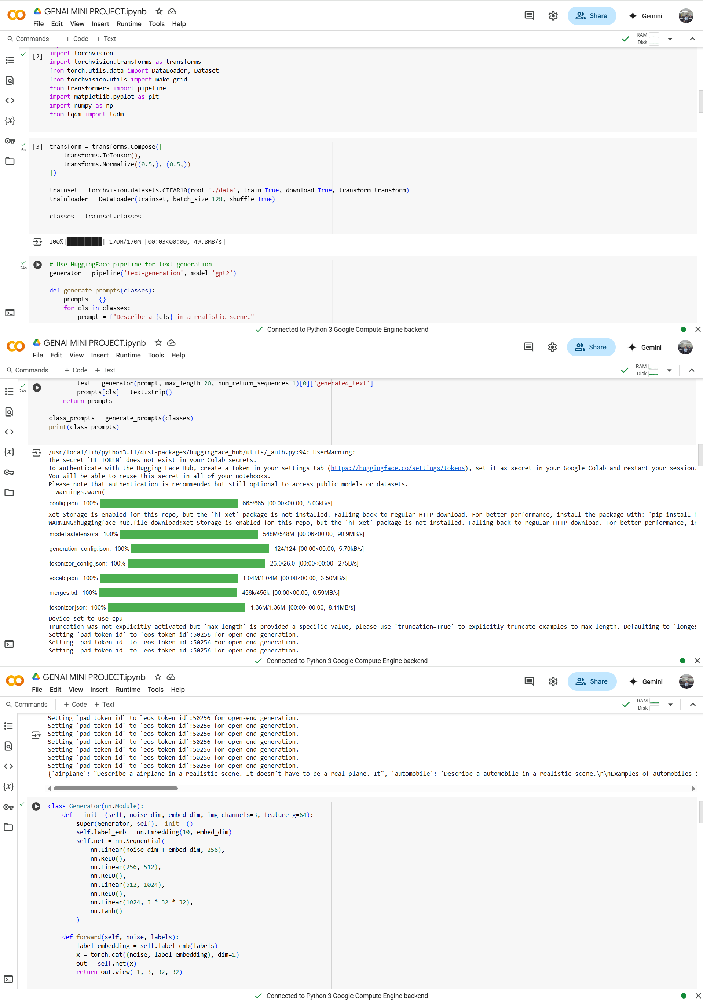 GENAI MINI PROJECT.ipynb
File Edit View Insert Runtime Tools Help
Share
Gemini
Commands + Code + Text
RAM
Disk
[2]
import torchvision
import torchvision.transforms as transforms
from torch.utils.data import DataLoader, Dataset
from torchvision.utils import make_grid
from transformers import pipeline
import matplotlib.pyplot as plt
import numpy as np
from tqdm import tqdm
6s
[3]
transform = transforms.Compose([
    transforms.ToTensor(),
    transforms.Normalize((0.5,), (0.5,))
])
trainset = torchvision.datasets.CIFAR10(root='./data', train=True, download=True, transform=transform)
trainloader = DataLoader(trainset, batch_size=128, shuffle=True)
classes = trainset.classes
100%|██████████| 170M/170M [00:03<00:00, 49.8MB/s]
24s
# Use HuggingFace pipeline for text generation
generator = pipeline('text-generation', model='gpt2')
def generate_prompts(classes):
    prompts = {}
    for cls in classes:
        prompt = f"Describe a {cls} in a realistic scene."
Connected to Python 3 Google Compute Engine backend
GENAI MINI PROJECT.ipynb
File Edit View Insert Runtime Tools Help
Share
Gemini
Commands + Code + Text
RAM
Disk
24s
        text = generator(prompt, max_length=20, num_return_sequences=1)[0]['generated_text']
        prompts[cls] = text.strip()
    return prompts
class_prompts = generate_prompts(classes)
print(class_prompts)
/usr/local/lib/python3.11/dist-packages/huggingface_hub/utils/_auth.py:94: UserWarning:
The secret `HF_TOKEN` does not exist in your Colab secrets.
To authenticate with the Hugging Face Hub, create a token in your settings tab (https://huggingface.co/settings/tokens), set it as secret in your Google Colab and restart your session.
You will be able to reuse this secret in all of your notebooks.
Please note that authentication is recommended but still optional to access public models or datasets.
  warnings.warn(
config.json: 100% 665/665 [00:00<00:00, 8.03kB/s]
Xet Storage is enabled for this repo, but the 'hf_xet' package is not installed. Falling back to regular HTTP download. For better performance, install the package with: `pip install
WARNING:huggingface_hub.file_download:Xet Storage is enabled for this repo, but the 'hf_xet' package is not installed. Falling back to regular HTTP download. For better performance,
model.safetensors: 100% 548M/548M [00:06<00:00, 90.9MB/s]
generation_config.json: 100% 124/124 [00:00<00:00, 5.70kB/s]
tokenizer_config.json: 100% 26.0/26.0 [00:00<00:00, 275B/s]
vocab.json: 100% 1.04M/1.04M [00:00<00:00, 3.50MB/s]
merges.txt: 100% 456k/456k [00:00<00:00, 6.59MB/s]
tokenizer.json: 100% 1.36M/1.36M [00:00<00:00, 8.11MB/s]
Device set to use cpu
Truncation was not explicitly activated but `max_length` is provided a specific value, please use `truncation=True` to explicitly truncate examples to max length. Defaulting to 'longes
Setting `pad_token_id` to `eos_token_id`:50256 for open-end generation.
Setting `pad_token_id` to `eos_token_id`:50256 for open-end generation.
Setting `pad_token_id` to `eos_token_id`:50256 for open-end generation.
Connected to Python 3 Google Compute Engine backend
GENAI MINI PROJECT.ipynb
File Edit View Insert Runtime Tools Help
Share
Gemini
Commands + Code + Text
RAM
Disk
Setting `pad_token_id` to `eos_token_id`:50256 for open-end generation.
Setting `pad_token_id` to `eos_token_id`:50256 for open-end generation.
Setting `pad_token_id` to `eos_token_id`:50256 for open-end generation.
Setting `pad_token_id` to `eos_token_id`:50256 for open-end generation.
Setting `pad_token_id` to `eos_token_id`:50256 for open-end generation.
Setting `pad_token_id` to `eos_token_id`:50256 for open-end generation.
Setting `pad_token_id` to `eos_token_id`:50256 for open-end generation.
{'airplane': "Describe a airplane in a realistic scene. It doesn't have to be a real plane. It", 'automobile': 'Describe a automobile in a realistic scene.\n\nExamples of automobiles
class Generator(nn.Module):
    def __init__(self, noise_dim, embed_dim, img_channels=3, feature_g=64):
        super(Generator, self).__init__()
        self.label_emb = nn.Embedding(10, embed_dim)
        self.net = nn.Sequential(
            nn.Linear(noise_dim + embed_dim, 256),
            nn.ReLU(),
            nn.Linear(256, 512),
            nn.ReLU(),
            nn.Linear(512, 1024),
            nn.ReLU(),
            nn.Linear(1024, 3 * 32 * 32),
            nn.Tanh()
        )
    def forward(self, noise, labels):
        label_embedding = self.label_emb(labels)
        x = torch.cat((noise, label_embedding), dim=1)
        out = self.net(x)
        return out.view(-1, 3, 32, 32)
Connected to Python 3 Google Compute Engine backend